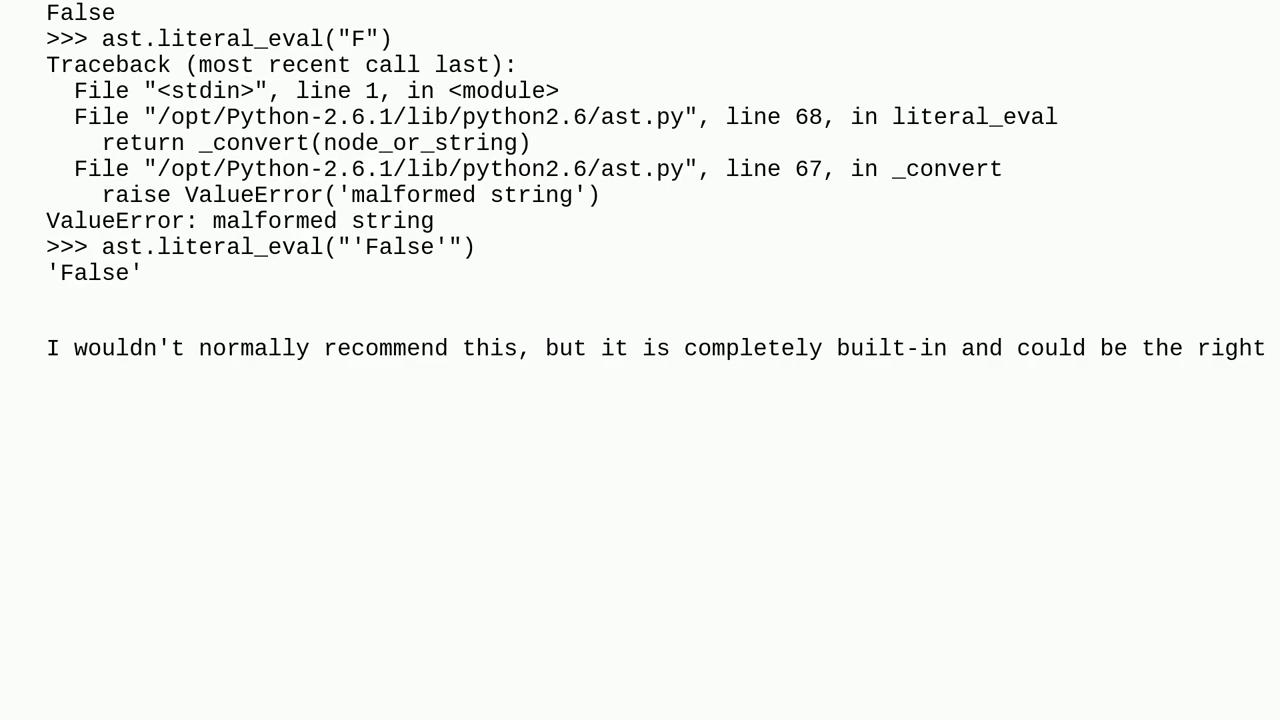 False
>>> ast.literal_eval("F")
Traceback (most recent call last):
  File "<stdin>", line 1, in <module>
  File "/opt/Python-2.6.1/lib/python2.6/ast.py", line 68, in literal_eval
    return _convert(node_or_string)
  File "/opt/Python-2.6.1/lib/python2.6/ast.py", line 67, in _convert
    raise ValueError('malformed string')
ValueError: malformed string
>>> ast.literal_eval("'False'")
'False'
I wouldn't normally recommend this, but it is completely built-in and could be the right